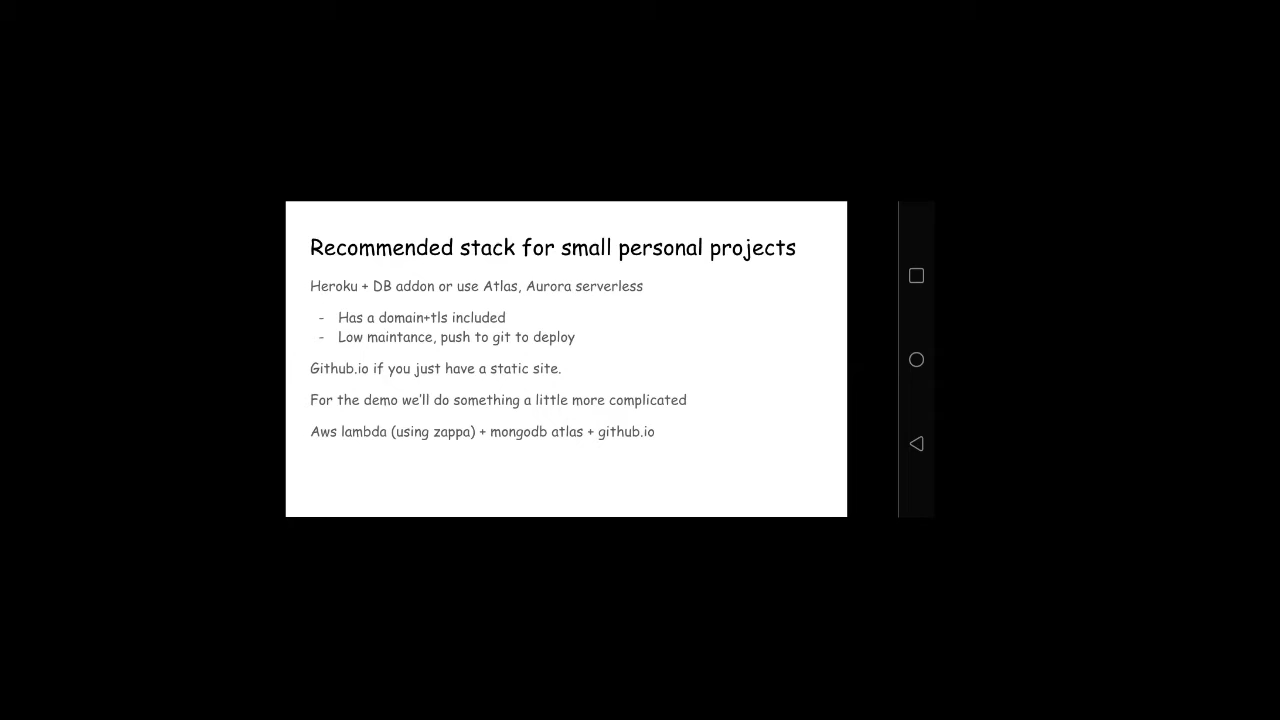 Recommended stack for small personal projects
Heroku + DB addon or use Atlas, Aurora serverless
- Has a domain+tls included
- Low maintance, push to git to deploy
Github.io if you just have a static site.
For the demo we'll do something a little more complicated
Aws lambda (using zappa) + mongodb atlas + github.io